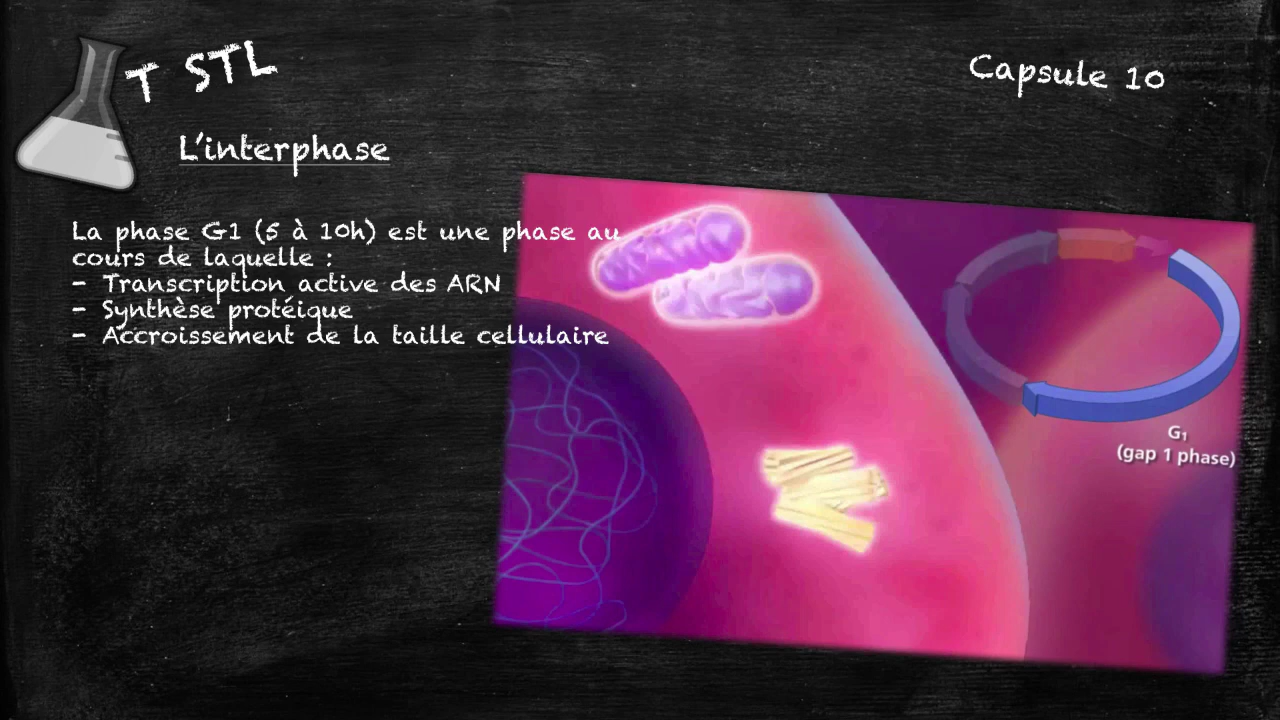 T STL
Capsule 10
L'interphase
La phase G1 (5 à 10h) est une phase au
cours de laquelle :
- Transcription active des ARN
- Synthèse protéique
- Accroissement de la taille cellulaire
G₁
(gap 1 phase)